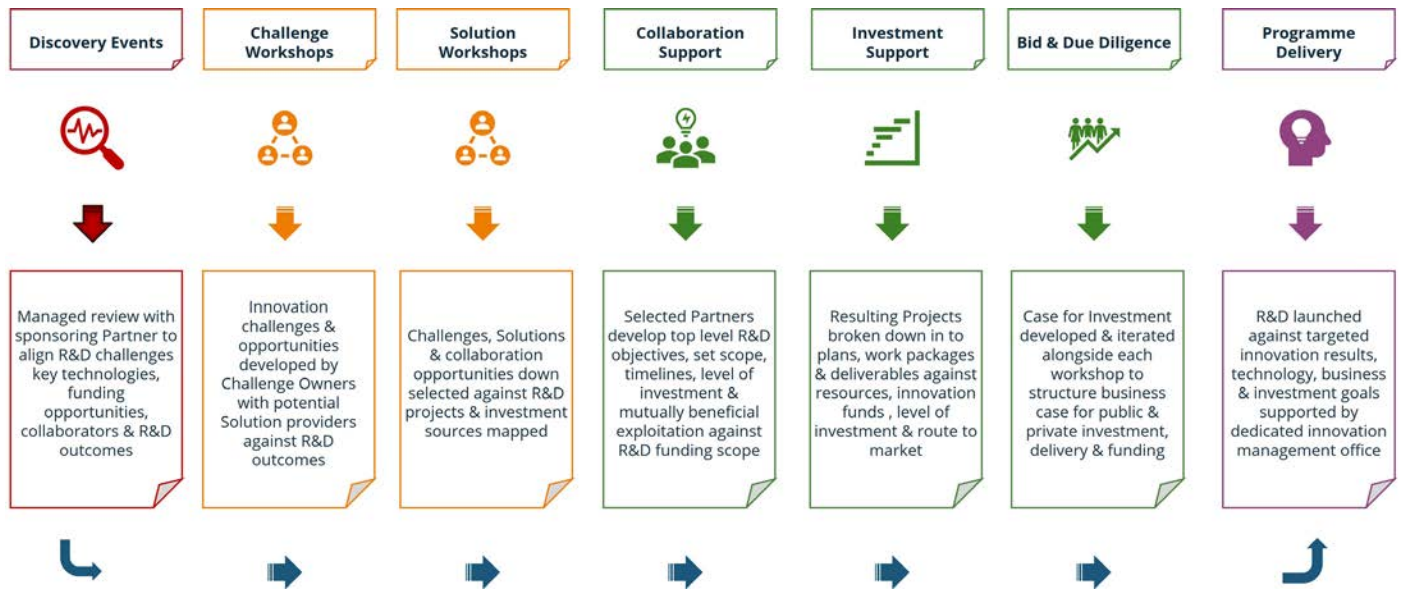 Discovery Events
Challenge
Workshops
Solution
Workshops
Collaboration
Support
Investment
Support
Bid & Due Diligence
Programme
Delivery
Managed review with
sponsoring Partner to
align R&D challenges
key technologies,
funding
opportunities,
collaborators & R&D
outcomes
Innovation
challenges &
opportunities
developed by
Challenge Owners
with potential
Solution providers
against R&D
outcomes
Challenges, Solutions
& collaboration
opportunities down
selected against R&D
projects & investment
sources mapped
Selected Partners
develop top level R&D
objectives, set scope,
timelines, level of
investment &
mutually beneficial
exploitation against
R&D funding scope
Resulting Projects
broken down in to
plans, work packages
& deliverables against
resources, innovation
funds , level of
investment & route to
market
Case for Investment
developed & iterated
alongside each
workshop to
structure business
case for public &
private investment,
delivery & funding
R&D launched
against targeted
innovation results,
technology, business
& investment goals
supported by
dedicated innovation
management office